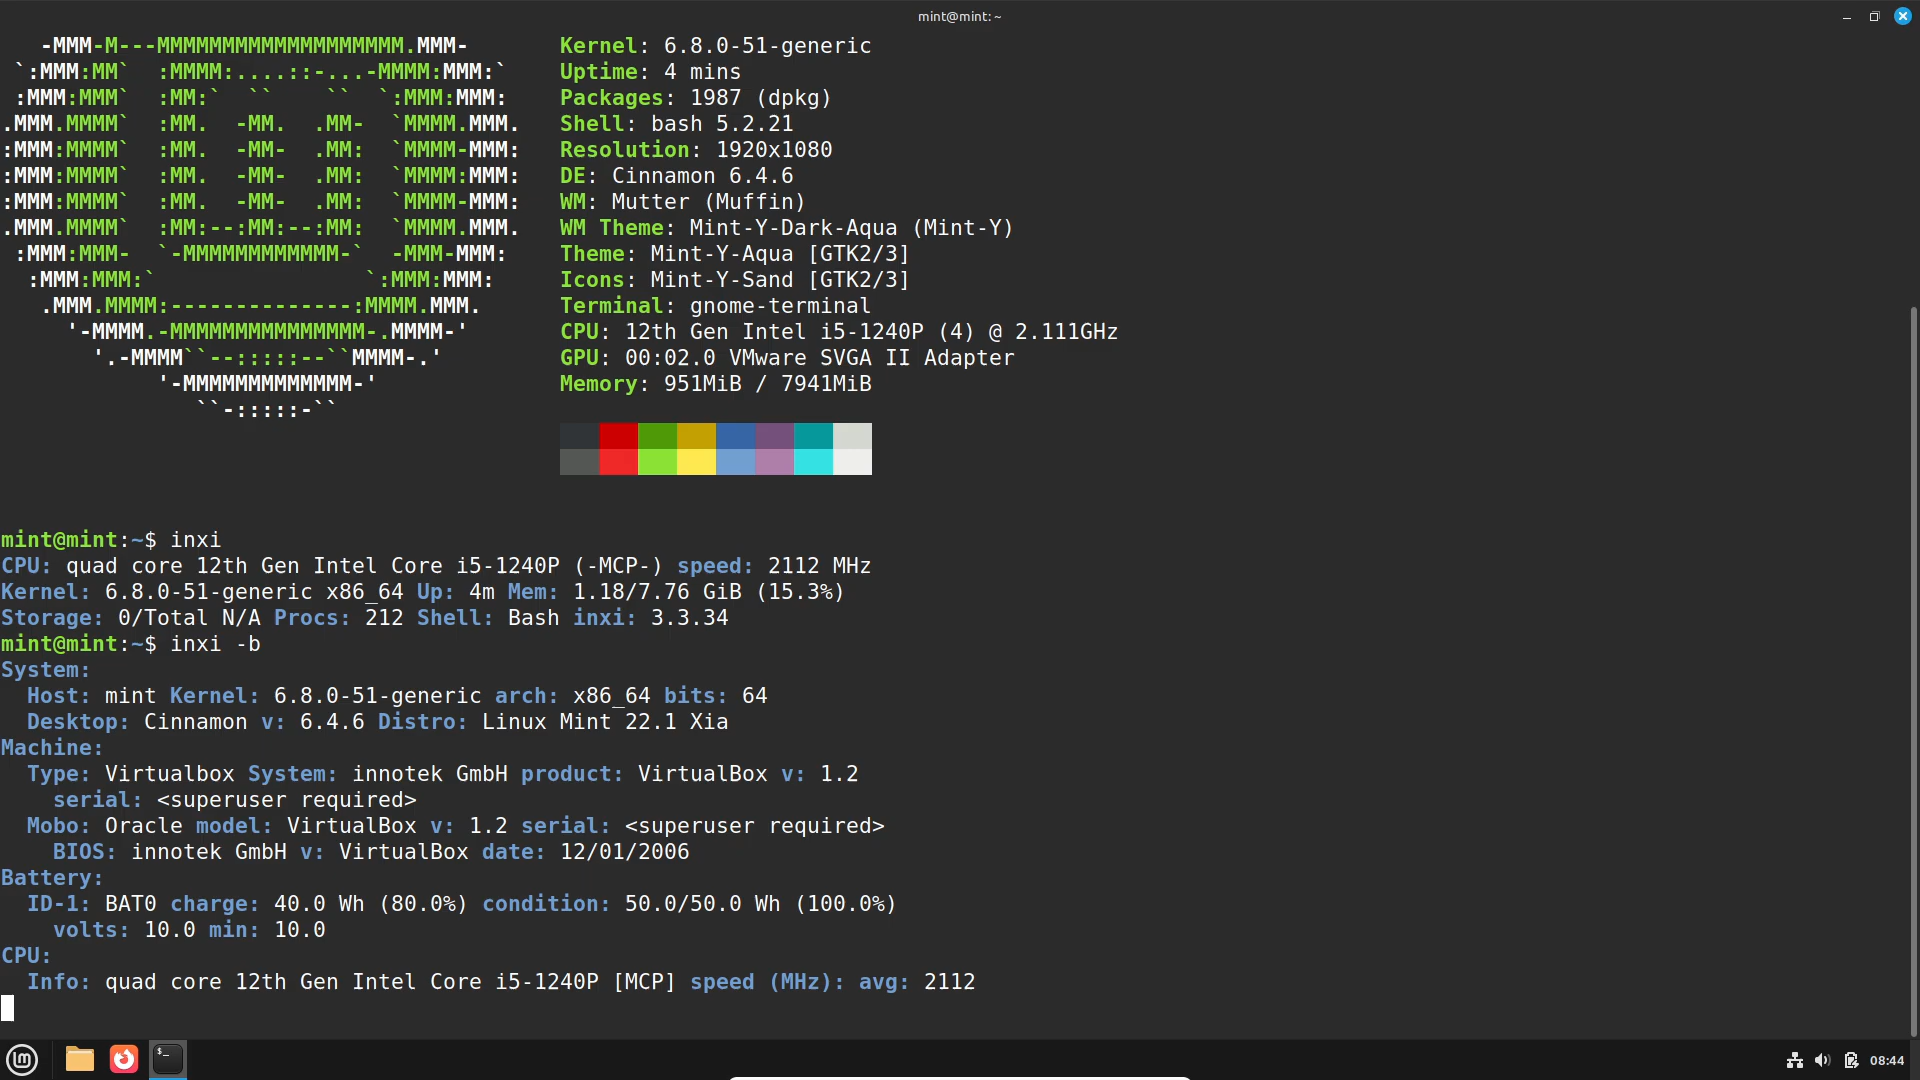 mint@mint: ~
-MMM-M---MMMMMMMMMMMMMMMMMMM.MMM-   Kernel: 6.8.0-51-generic
`:MMM:MM`  :MMMM:....::-...-MMMM:MMM:`   Uptime: 4 mins
:MMM:MMM`  :MM:`  ``    ``  `:MMM:MMM:   Packages: 1987 (dpkg)
.MMM.MMMM`  :MM.  -MM.  .MM-  `MMMM.MMM.   Shell: bash 5.2.21
:MMM:MMMM`  :MM.  -MM-  .MM:  `MMMM-MMM:   Resolution: 1920x1080
:MMM:MMMM`  :MM.  -MM-  .MM:  `MMMM:MMM:   DE: Cinnamon 6.4.6
:MMM:MMMM`  :MM.  -MM-  .MM:  `MMMM-MMM:   WM: Mutter (Muffin)
.MMM.MMMM`  :MM:--:MM:--:MM:  `MMMM.MMM.   WM Theme: Mint-Y-Dark-Aqua (Mint-Y)
:MMM:MMM-  `-MMMMMMMMMMMM-`  -MMM-MMM:   Theme: Mint-Y-Aqua [GTK2/3]
:MMM:MMM:`                `:MMM:MMM:   Icons: Mint-Y-Sand [GTK2/3]
.MMM.MMMM:--------------:MMMM.MMM.   Terminal: gnome-terminal
'-MMMM.-MMMMMMMMMMMMMMM-.MMMM-'   CPU: 12th Gen Intel i5-1240P (4) @ 2.111GHz
'.-MMMM``--:::::--``MMMM-.'   GPU: 00:02.0 VMware SVGA II Adapter
'-MMMMMMMMMMMMM-'   Memory: 951MiB / 7941MiB
``-:::::-``
mint@mint:~$ inxi
CPU: quad core 12th Gen Intel Core i5-1240P (-MCP-) speed: 2112 MHz
Kernel: 6.8.0-51-generic x86_64 Up: 4m Mem: 1.18/7.76 GiB (15.3%)
Storage: 0/Total N/A Procs: 212 Shell: Bash inxi: 3.3.34
mint@mint:~$ inxi -b
System:
  Host: mint Kernel: 6.8.0-51-generic arch: x86_64 bits: 64
  Desktop: Cinnamon v: 6.4.6 Distro: Linux Mint 22.1 Xia
Machine:
  Type: Virtualbox System: innotek GmbH product: VirtualBox v: 1.2
    serial: <superuser required>
  Mobo: Oracle model: VirtualBox v: 1.2 serial: <superuser required>
    BIOS: innotek GmbH v: VirtualBox date: 12/01/2006
Battery:
  ID-1: BAT0 charge: 40.0 Wh (80.0%) condition: 50.0/50.0 Wh (100.0%)
    volts: 10.0 min: 10.0
CPU:
  Info: quad core 12th Gen Intel Core i5-1240P [MCP] speed (MHz): avg: 2112
08:44